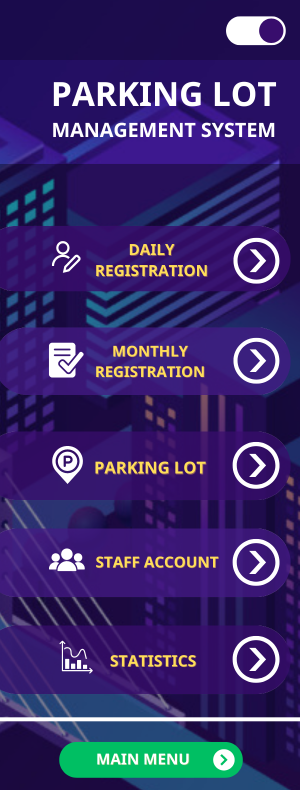 PARKING LOT
MANAGEMENT SYSTEM
DAILY
REGISTRATION
MONTHLY
REGISTRATION
P
PARKING LOT
STAFF ACCOUNT
STATISTICS
MAIN MENU